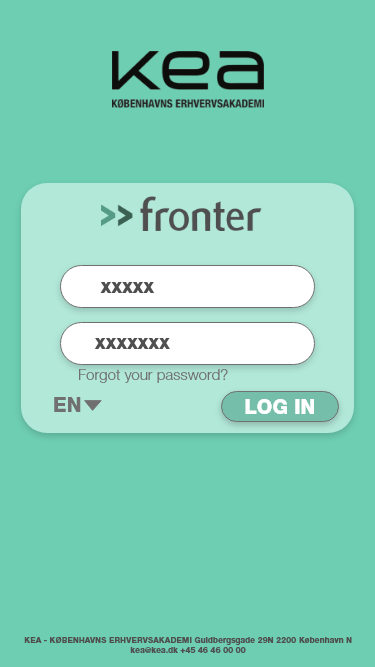 kea
KØBENHAVNS ERHVERVSAKADEMI
>> fronter
xxxxx
xxxxxxx
Forgot your password?
EN
LOG IN
KEA - KØBENHAVNS ERHVERVSAKADEMI Guldbergsgade 29N 2200 København N
kea@kea.dk +45 46 46 00 00